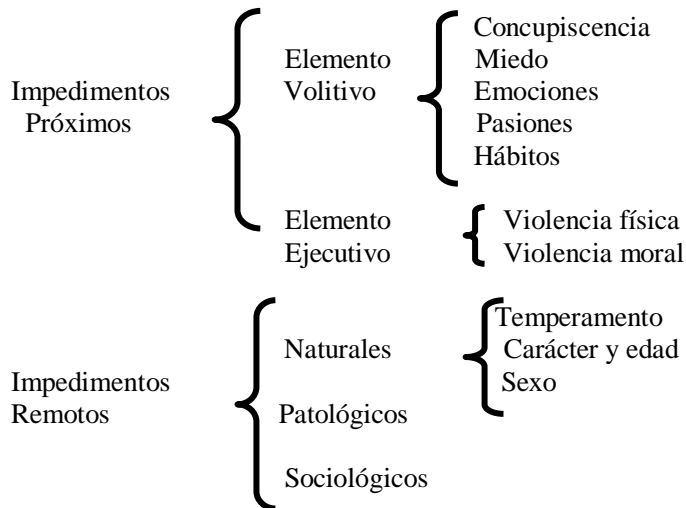 Concupiscencia
Elemento Miedo
Impedimentos Volitivo Emociones
Próximos Pasiones
Hábitos
Elemento Violencia física
Ejecutivo Violencia moral
Temperamento
Naturales Carácter y edad
Impedimentos Sexo
Remotos Patológicos
Sociológicos